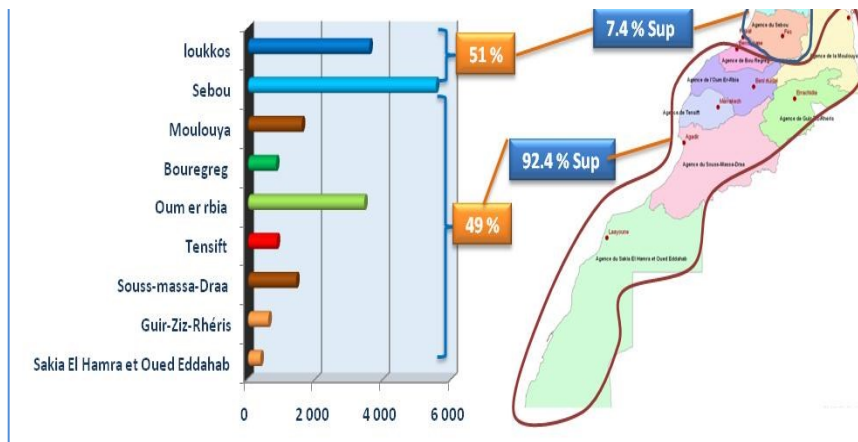 loukkos
Sebou
Moulouya
Bouregreg
Oum er rbia
Tensift
Souss-massa-Draa
Guir-Ziz-Rhéris
Sakia El Hamra et Oued Eddahab
0 2 000 4 000 6 000
51 %
49 %
7.4 % Sup
92.4 % Sup
Agence du Sebou
Fes
Agence de la Moulouya
Agence de Bou Regreg
Agence de l'Oum Er-Rbia
Beni Mellal
Errachidia
Agence de Tensift
Marrakech
Agence de Guir-Ziz-Rheris
Agadir
Agence du Souss-Massa-Draa
Laayoune
Agence du Sakia El Hamra et Oued Eddahab